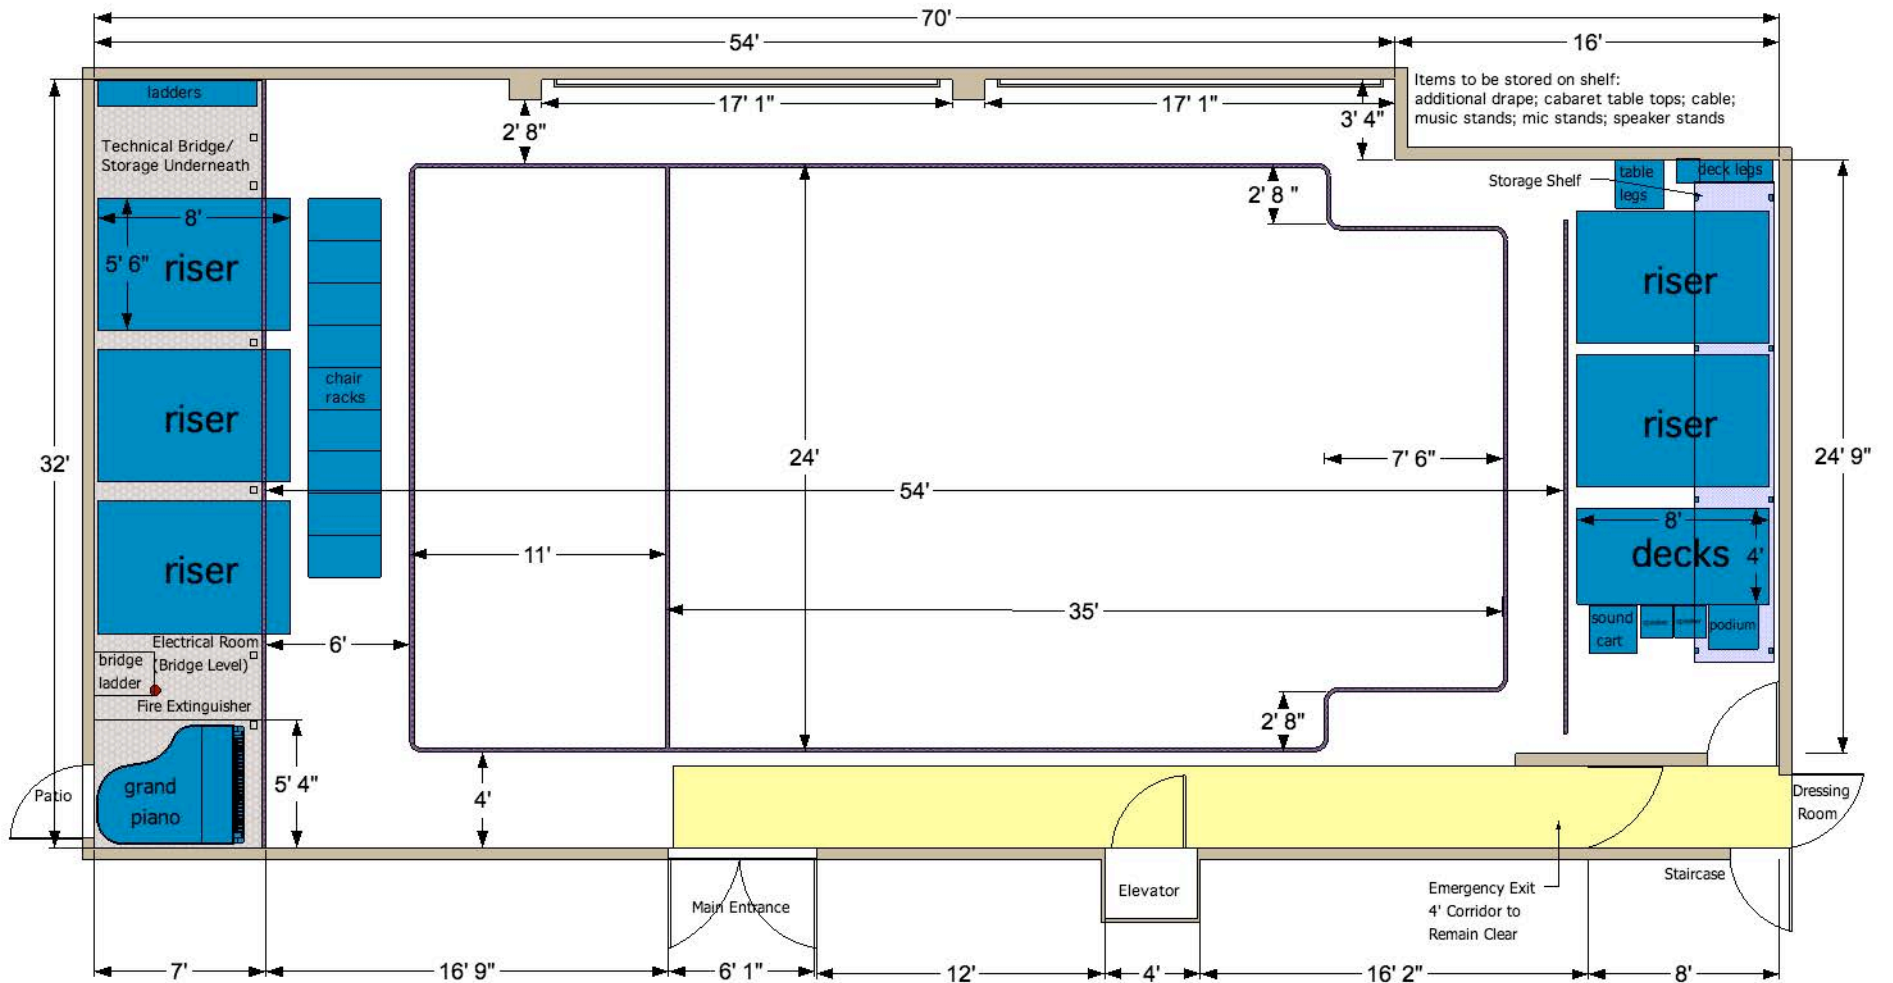 70'
54'
16'
Items to be stored on shelf:
additional drape; cabaret table tops; cable;
music stands; mic stands; speaker stands
ladders
17' 1"
17' 1"
3' 4"
2' 8"
Technical Bridge/
Storage Underneath
table
legs
deck legs
Storage Shelf
2' 8 "
8'
5' 6"
riser
riser
chair
racks
riser
riser
32'
24'
7' 6"
24' 9"
54'
8'
decks
4'
11'
riser
35'
sound
cart
podium
Electrical Room
(Bridge Level)
6'
bridge
ladder
Fire Extinguisher
2' 8"
5' 4"
4'
grand
piano
Patio
Dressing
Room
Main Entrance
Elevator
Emergency Exit
4' Corridor to
Remain Clear
Staircase
7'
16' 9"
6' 1"
12'
4'
16' 2"
8'